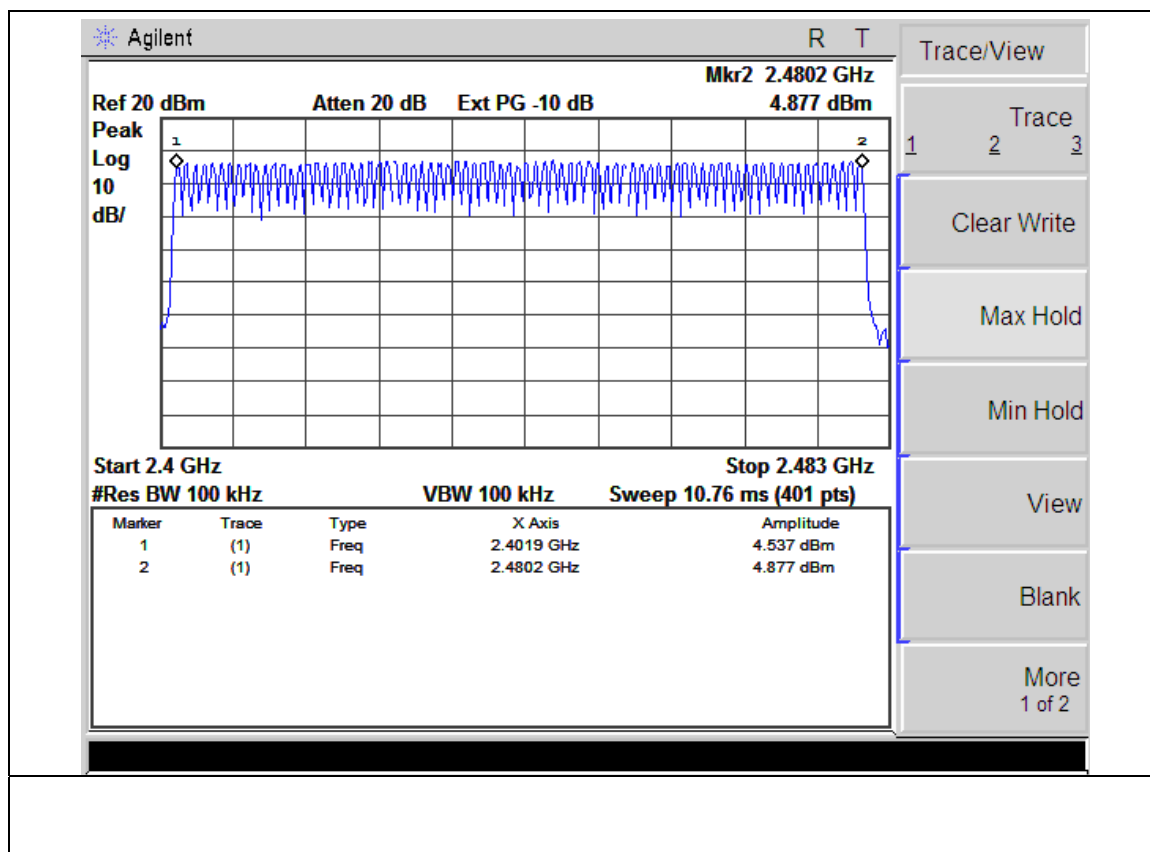 Agilent R T
Mkr2 2.4802 GHz
Ref 20 dBm Atten 20 dB Ext PG -10 dB 4.877 dBm
Peak
Log
10
dB/
1 2
Start 2.4 GHz Stop 2.483 GHz
#Res BW 100 kHz VBW 100 kHz Sweep 10.76 ms (401 pts)
Marker Trace Type X Axis Amplitude
1 (1) Freq 2.4019 GHz 4.537 dBm
2 (1) Freq 2.4802 GHz 4.877 dBm
Trace/View
Trace
1 2 3
Clear Write
Max Hold
Min Hold
View
Blank
More
1 of 2